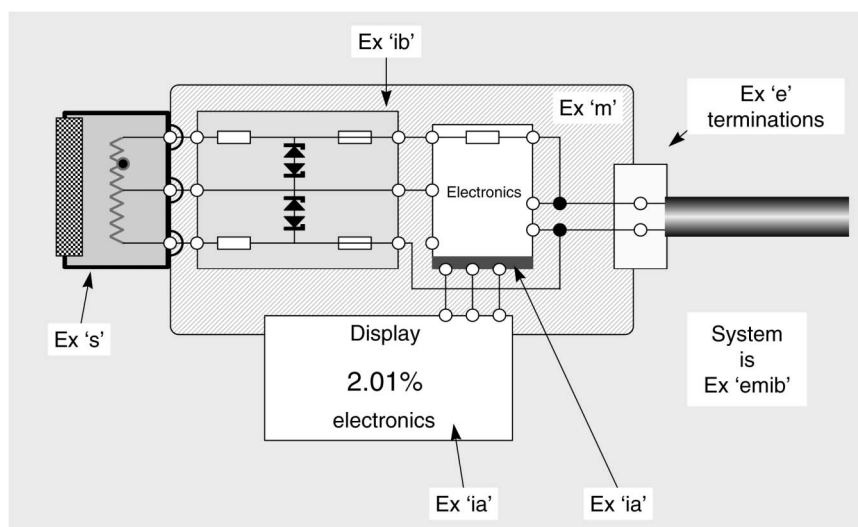 Ex ‘ib’
Ex ‘m’
Ex ‘e’
terminations
Electronics
Ex ‘s’
Display
2.01%
electronics
System
is
Ex ‘emib’
Ex ‘ia’
Ex ‘ia’